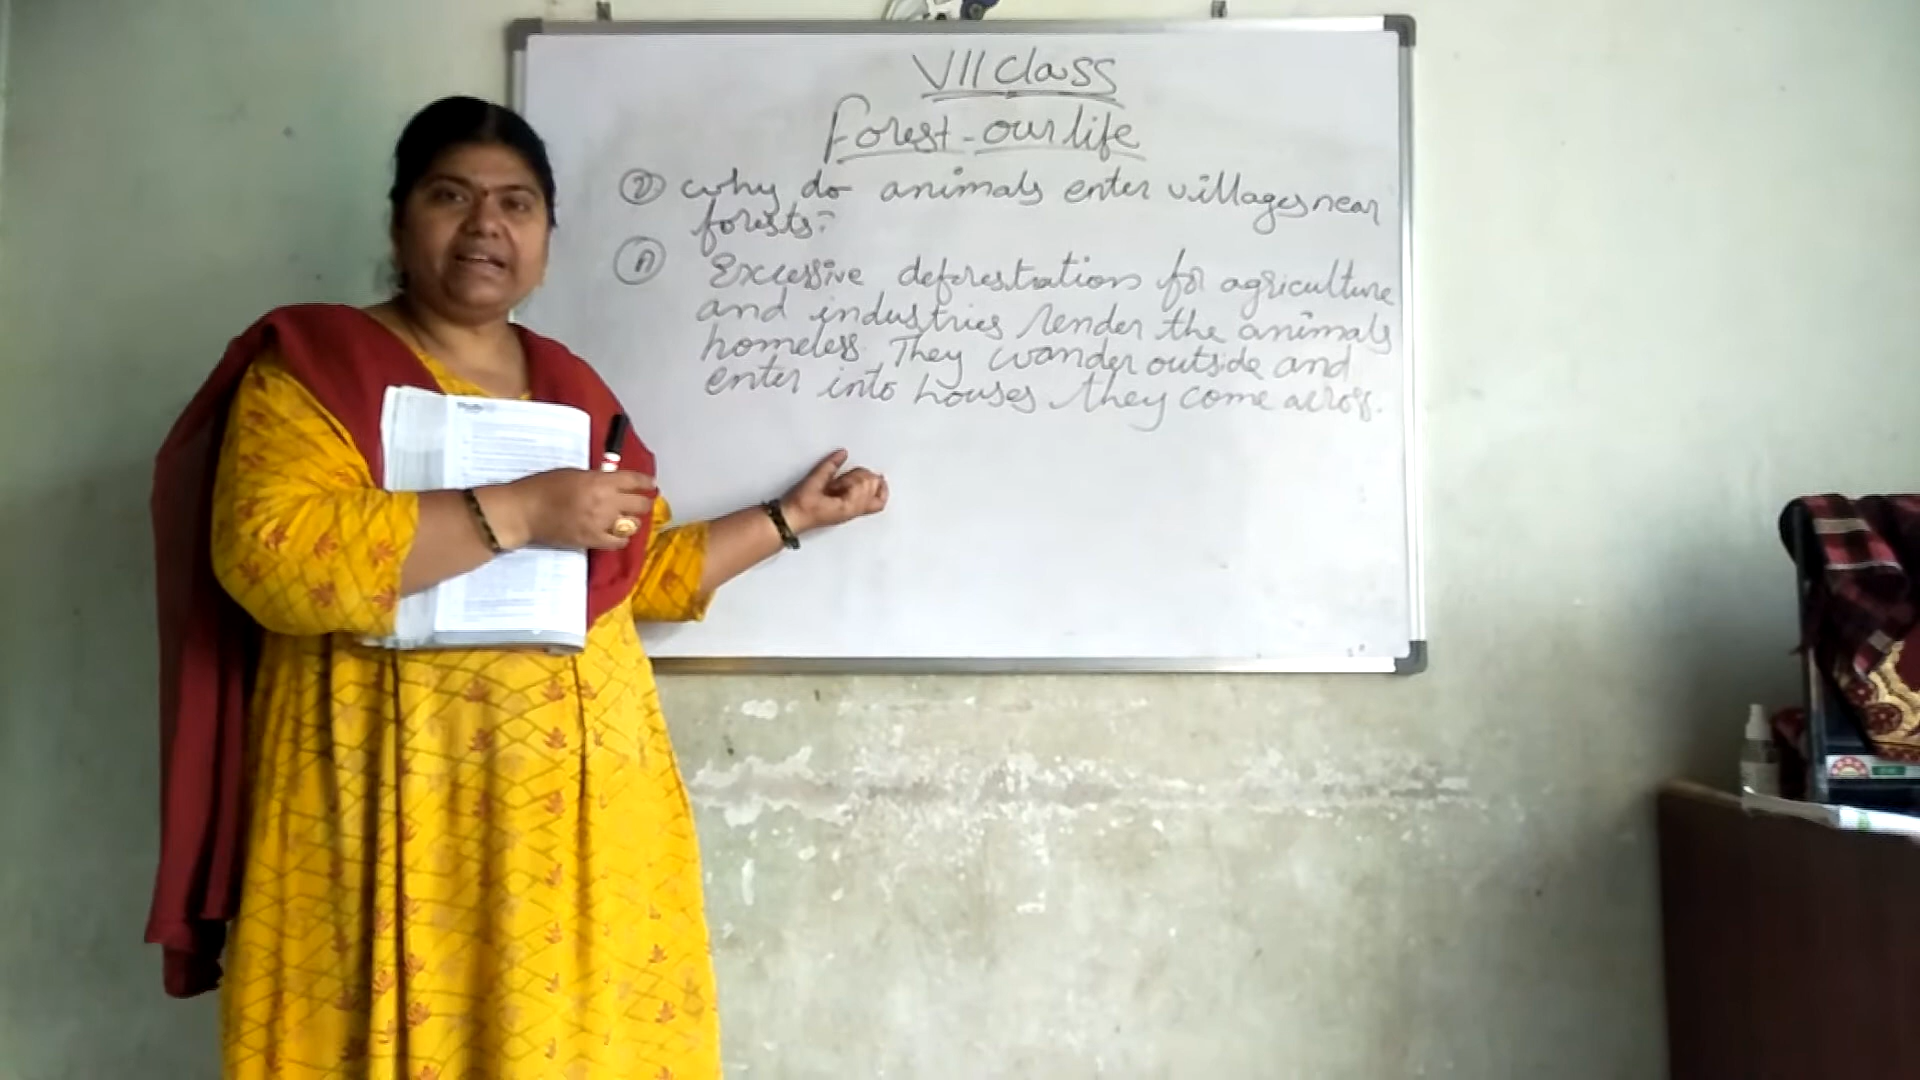 VII Class
Forest - our life
Q why do animals enter villages near
forests?
A Excessive deforestration for agriculture
and industries render the animals
homeless. They wander outside and
enter into houses they come across.